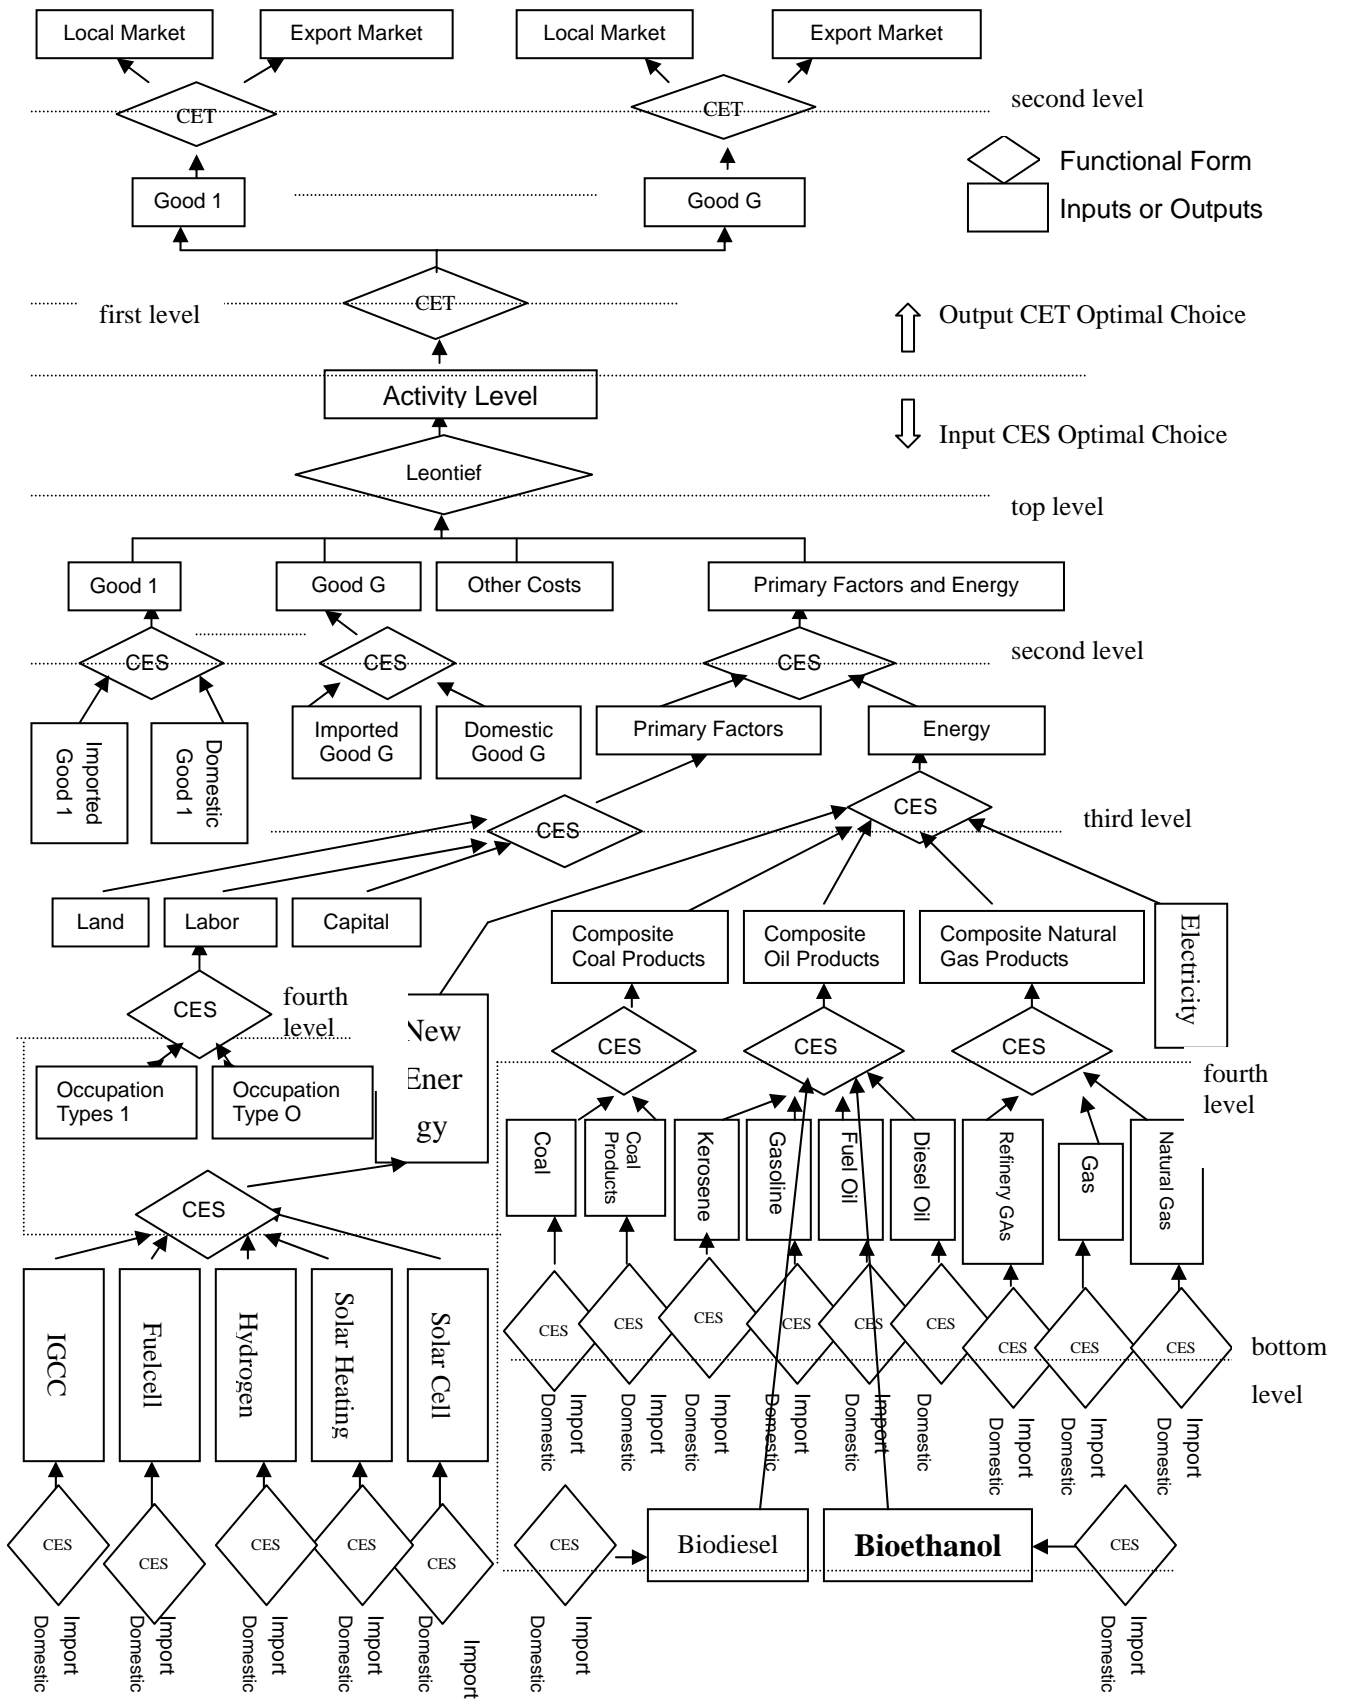 Local Market
Export Market
Local Market
Export Market
CET
CET
second level
Functional Form
Good 1
Good G
Inputs or Outputs
first level
CET
Output CET Optimal Choice
Activity Level
Input CES Optimal Choice
Leontief
top level
Good 1
Good G
Other Costs
Primary Factors and Energy
CES
CES
CES
second level
Imported
Good 1
Domestic
Good 1
Imported
Good G
Domestic
Good G
Primary Factors
Energy
CES
CES
third level
Land
Labor
Capital
Composite
Coal Products
Composite
Oil Products
Composite Natural
Gas Products
Electricity
CES
fourth
level
New
Ener
gy
CES
CES
CES
fourth
level
Occupation
Types 1
Occupation
Type O
Coal
Coal
Products
Kerosene
Gasoline
Fuel Oil
Diesel Oil
Refinery GAs
Gas
Natural Gas
CES
IGCC
Fuelcell
Hydrogen
Solar Heating
Solar Cell
CES
CES
CES
CES
CES
CES
CES
CES
CES
bottom
level
Import
Domestic
Import
Domestic
Import
Domestic
Import
Domestic
Import
Domestic
Domestic
Import
Domestic
Import
Domestic
Import
Domestic
CES
CES
CES
CES
CES
CES
Biodiesel
Bioethanol
CES
Import
Domestic
Import
Domestic
Import
Domestic
Import
Domestic
Import
Domestic
Import
Domestic
Import
Domestic